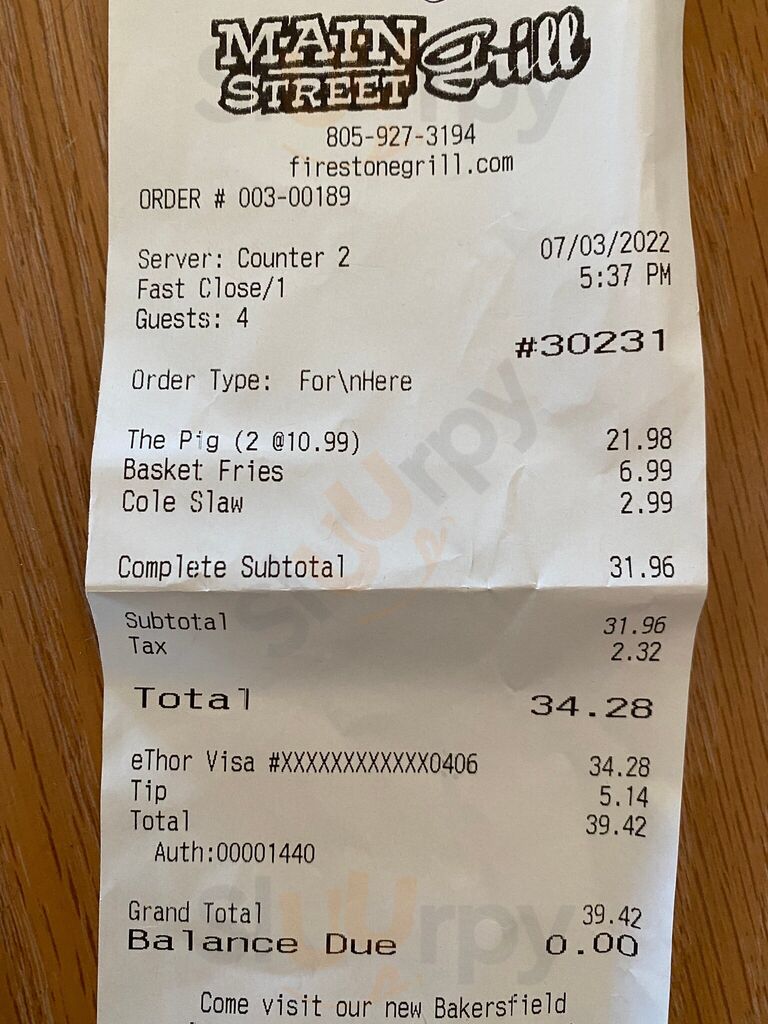 MAIN STREET Grill
805-927-3194
firestonegrill.com
ORDER # 003-00189
Server: Counter 2 07/03/2022
Fast Close/1 5:37 PM
Guests: 4
#30231
Order Type: For\nHere
The Pig (2 @10.99) 21.98
Basket Fries 6.99
Cole Slaw 2.99
Complete Subtotal 31.96
Subtotal 31.96
Tax 2.32
Total 34.28
eThor Visa #XXXXXXXXXXXX0406 34.28
Tip 5.14
Total 39.42
Auth:00001440
Grand Total 39.42
Balance Due 0.00
Come visit our new Bakersfield